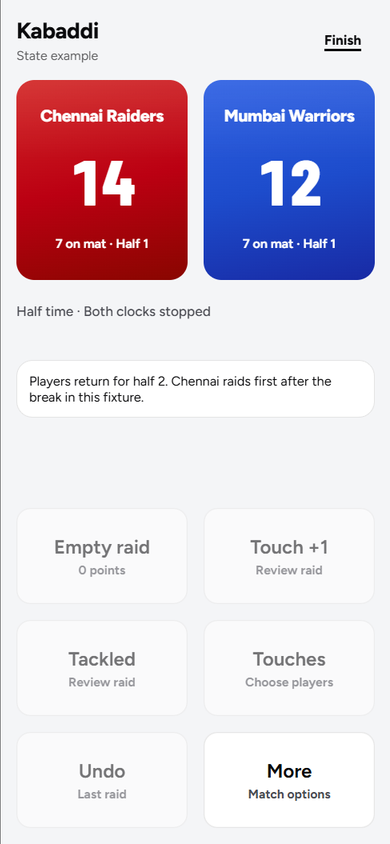 Kabaddi
State example
Finish
Chennai Raiders
14
7 on mat · Half 1
Mumbai Warriors
12
7 on mat · Half 1
Half time · Both clocks stopped
Players return for half 2. Chennai raids first after the
break in this fixture.
Empty raid
0 points
Touch +1
Review raid
Tackled
Review raid
Touches
Choose players
Undo
Last raid
More
Match options